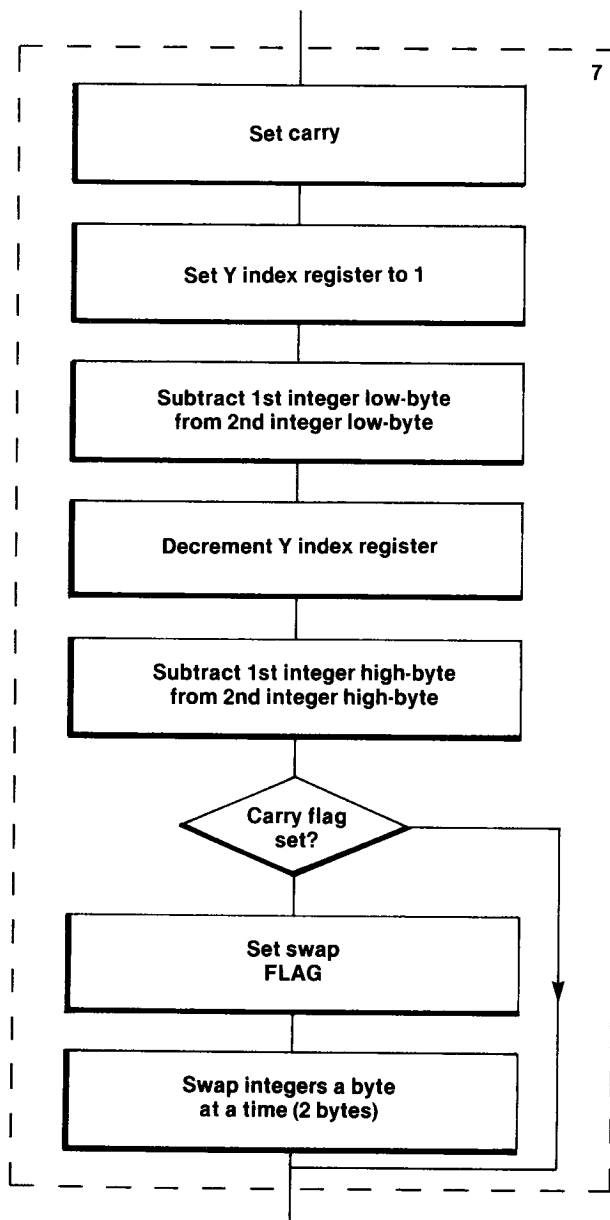 7
Set carry
Set Y index register to 1
Subtract 1st integer low-byte
from 2nd integer low-byte
Decrement Y index register
Subtract 1st integer high-byte
from 2nd integer high-byte
Carry flag
set?
Set swap
FLAG
Swap integers a byte
at a time (2 bytes)